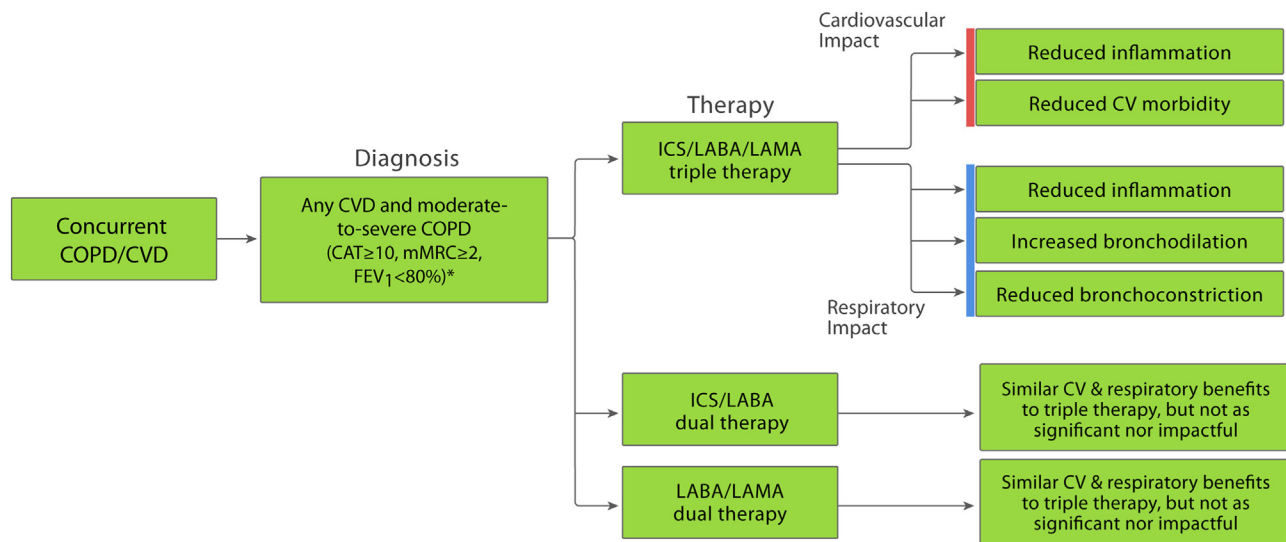 Concurrent
COPD/CVD
Diagnosis
Any CVD and moderate-
to-severe COPD
(CAT≥10, mMRC≥2,
FEV1<80%)*
Therapy
ICS/LABA/LAMA
triple therapy
Cardiovascular
Impact
Reduced inflammation
Reduced CV morbidity
Respiratory
Impact
Reduced inflammation
Increased bronchodilation
Reduced bronchoconstriction
ICS/LABA
dual therapy
Similar CV & respiratory benefits
to triple therapy, but not as
significant nor impactful
LABA/LAMA
dual therapy
Similar CV & respiratory benefits
to triple therapy, but not as
significant nor impactful